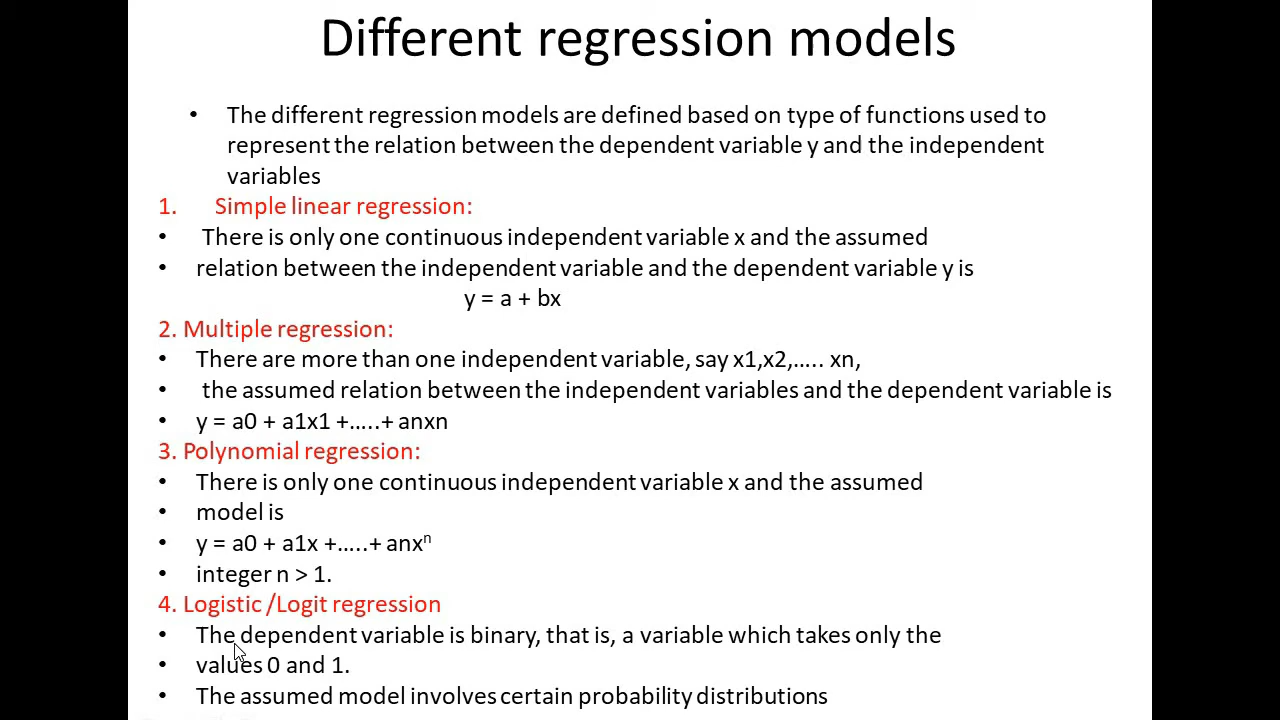 Different regression models
• The different regression models are defined based on type of functions used to
represent the relation between the dependent variable y and the independent
variables
1. Simple linear regression:
• There is only one continuous independent variable x and the assumed
• relation between the independent variable and the dependent variable y is
y = a + bx
2. Multiple regression:
• There are more than one independent variable, say x1,x2,….. xn,
• the assumed relation between the independent variables and the dependent variable is
• y = a0 + a1x1 +…..+ anxn
3. Polynomial regression:
• There is only one continuous independent variable x and the assumed
• model is
• y = a0 + a1x +…..+ anxⁿ
• integer n > 1.
4. Logistic /Logit regression
• The dependent variable is binary, that is, a variable which takes only the
• values 0 and 1.
• The assumed model involves certain probability distributions